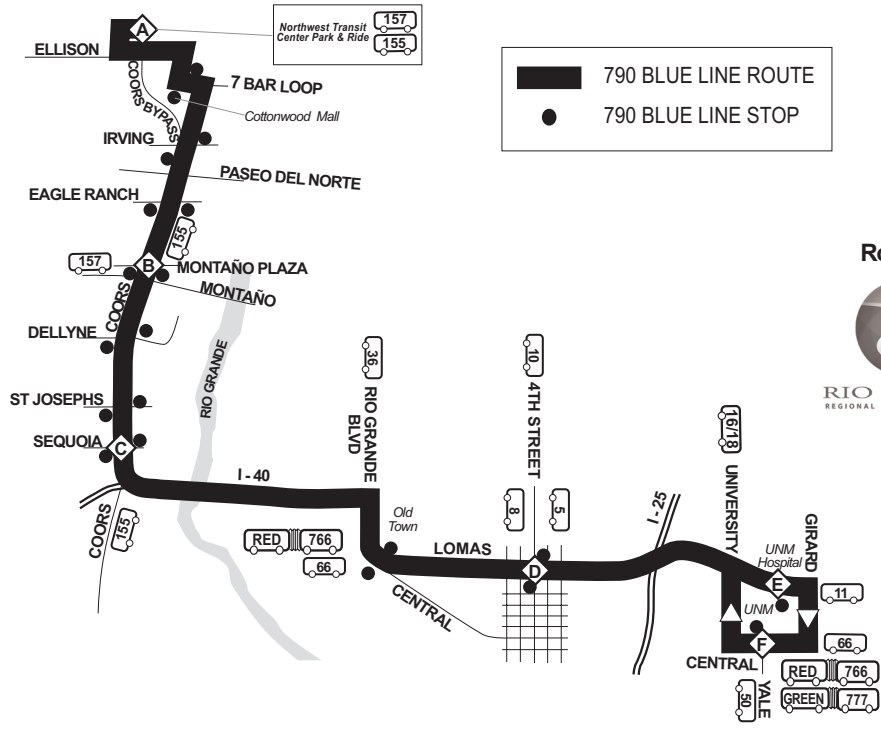 A
Northwest Transit
Center Park & Ride
157
155
ELLISON
COORS BYPASS
7 BAR LOOP
Cottonwood Mall
IRVING
PASEO DEL NORTE
EAGLE RANCH
155
157
B
MONTAÑO PLAZA
MONTAÑO
COORS
DELLYNE
RIO GRANDE
ST JOSEPHS
SEQUOIA
C
I - 40
COORS
155
790 BLUE LINE ROUTE
790 BLUE LINE STOP
36
RIO GRANDE
BLVD
10
4TH STREET
8
5
Old
Town
RED
766
66
LOMAS
CENTRAL
D
I - 25
16/18
UNIVERSITY
GIRARD
UNM
Hospital
E
11
UNM
F
66
CENTRAL
RED
766
GREEN
777
50
YALE
RIO
REGIONAL